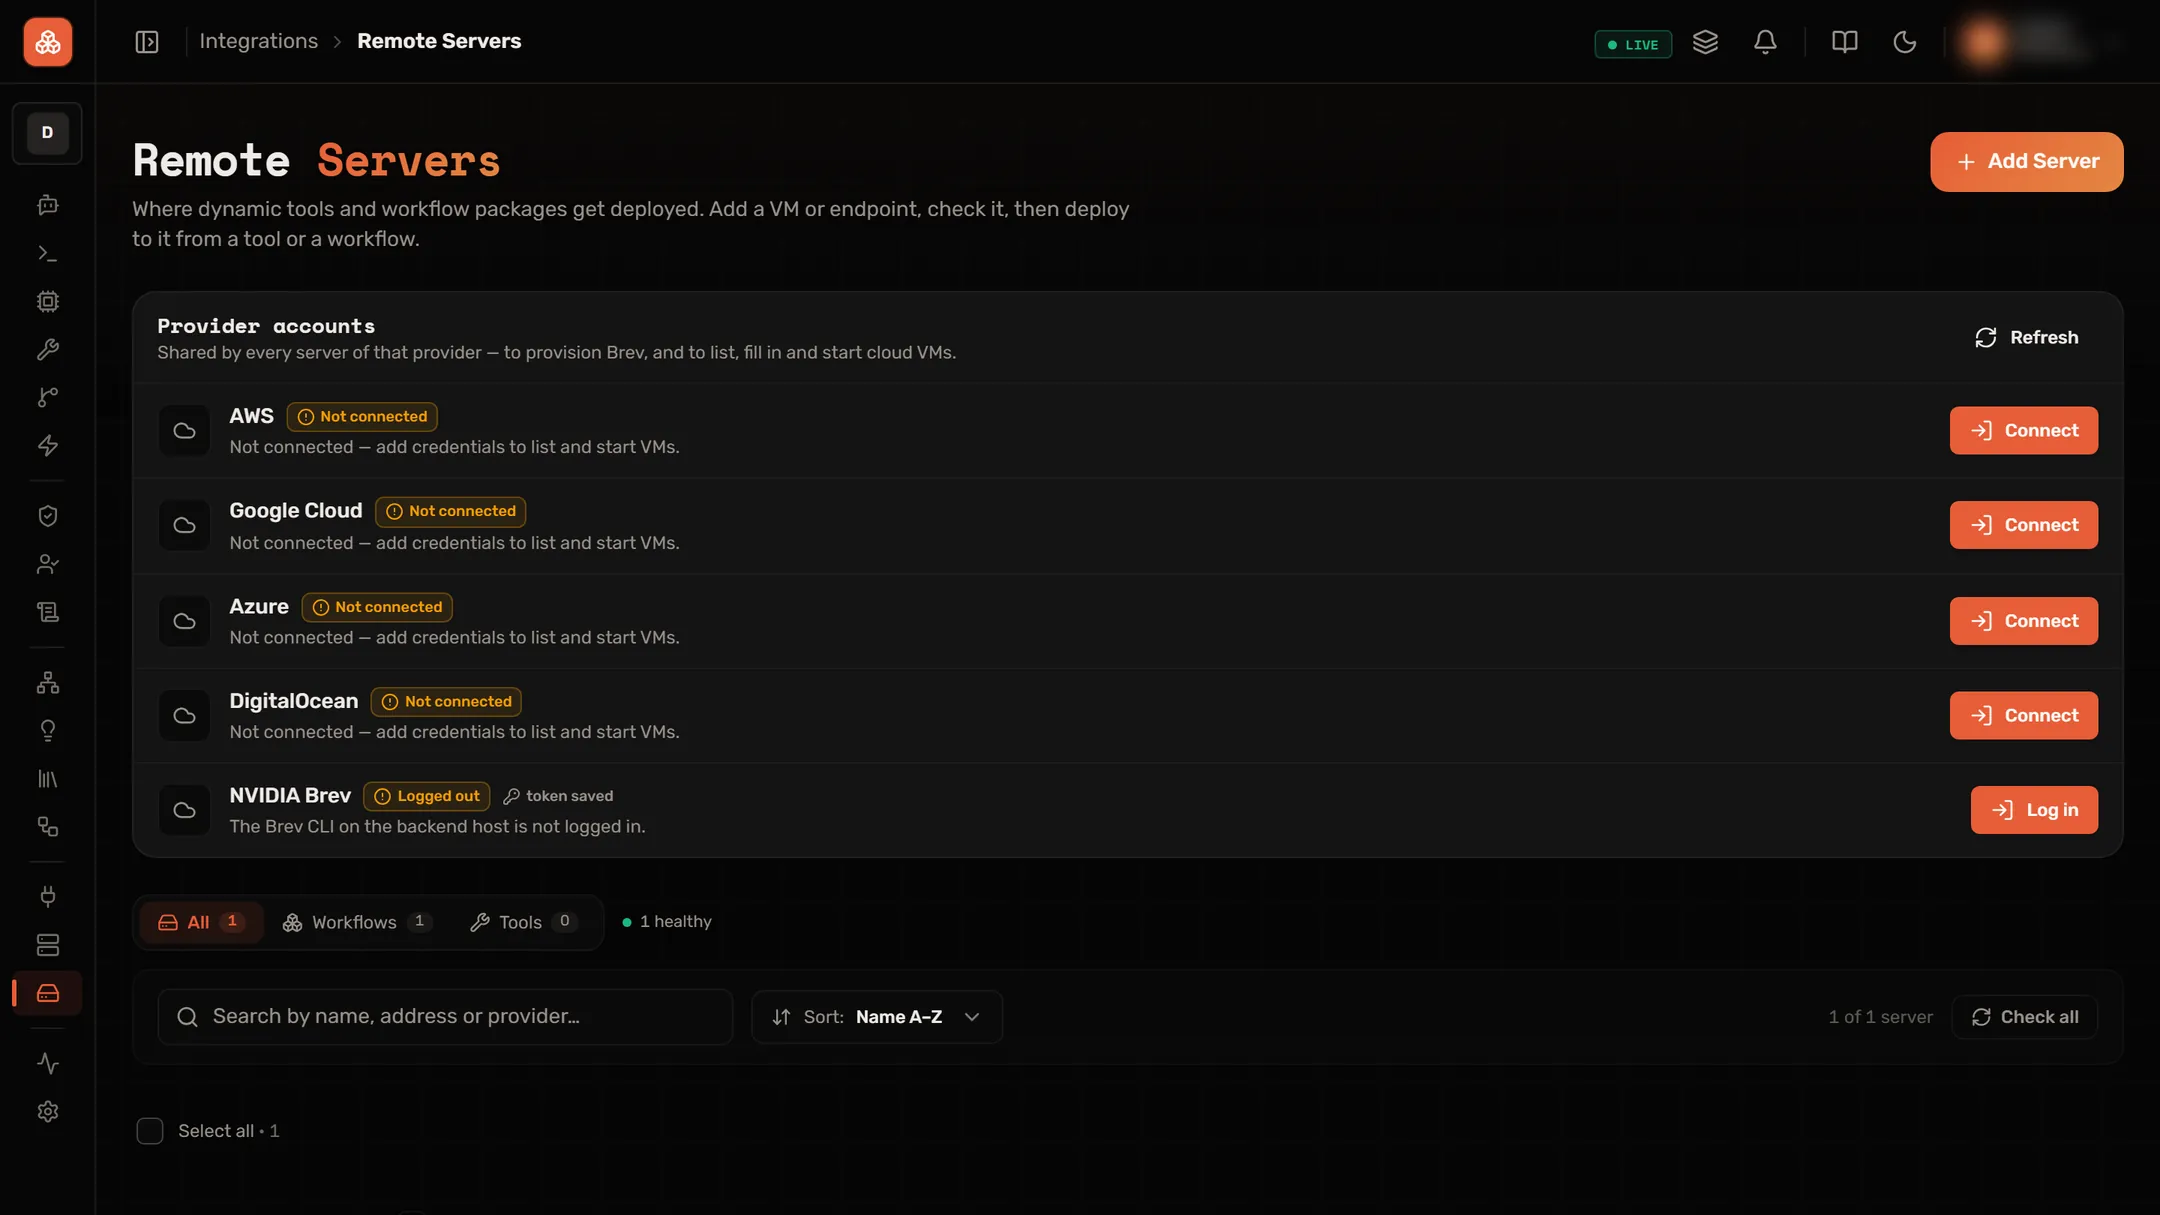 Integrations > Remote Servers
LIVE
D
Remote Servers
Add Server
Where dynamic tools and workflow packages get deployed. Add a VM or endpoint, check it, then deploy
to it from a tool or a workflow.
Provider accounts
Shared by every server of that provider — to provision Brev, and to list, fill in and start cloud VMs.
Refresh
AWS Not connected
Not connected — add credentials to list and start VMs.
Connect
Google Cloud Not connected
Not connected — add credentials to list and start VMs.
Connect
Azure Not connected
Not connected — add credentials to list and start VMs.
Connect
DigitalOcean Not connected
Not connected — add credentials to list and start VMs.
Connect
NVIDIA Brev Logged out token saved
The Brev CLI on the backend host is not logged in.
Log in
All 1 Workflows 1 Tools 0 1 healthy
Search by name, address or provider... Sort: Name A–Z 1 of 1 server Check all
Select all • 1